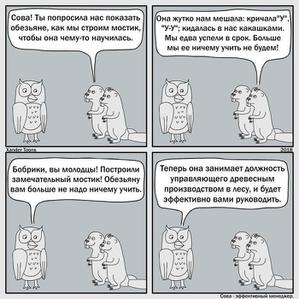 Сова! Ты попросила нас показать
обезьяне, как мы строим мостик,
чтобы она чему-то научилась.
Она жутко нам мешала: кричала"У",
"У-У"; кидалась в нас какашками.
Мы едва успели в срок. Больше
мы ее ничему учить не будем!
Xander Toons
2018
Бобрики, вы молодцы! Построили
замечательный мостик! Обезьяну
вам больше не надо ничему учить.
Теперь она занимает должность
управляющего древесным
производством в лесу, и будет
эффективно вами руководить.
Сова - эффективный менеджер.